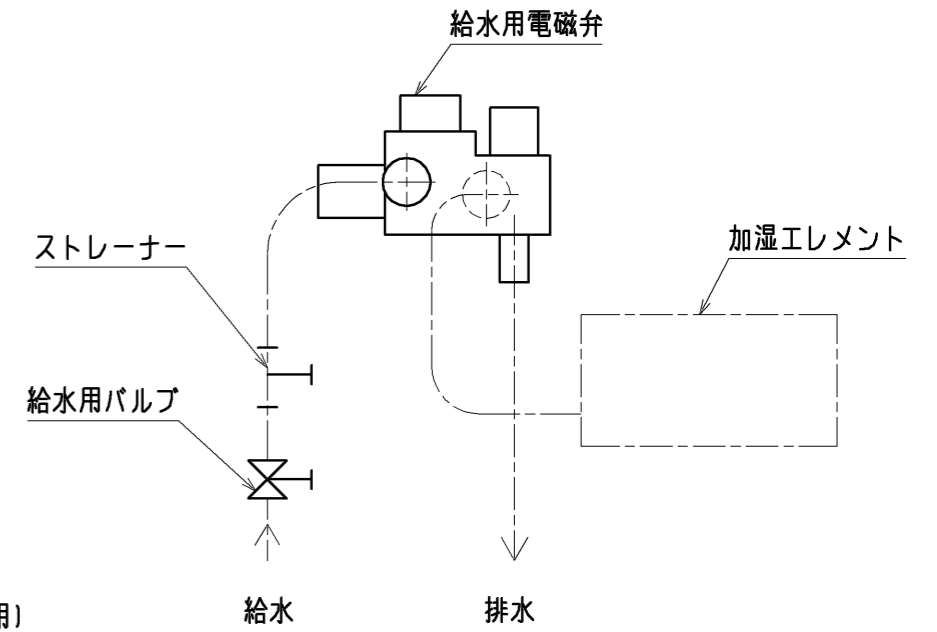 給水用電磁弁
ストレーナー
加湿エレメント
給水用バルブ
用)
給水
排水